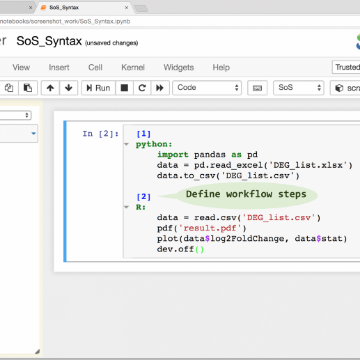 SoS_Syntax
notebooks/screenshot_work/SoS_Syntax.ipynb
SoS_Syntax (unsaved changes)
View Insert Cell Kernel Widgets Help Trusted
Run Code SoS
In [2]:
[1]
python:
import pandas as pd
data = pd.read_excel('DEG_list.xlsx')
data.to_csv('DEG_list.csv')
[2] Define workflow steps
R:
data = read.csv('DEG_list.csv')
pdf('result.pdf')
plot(data$log2FoldChange, data$stat)
dev.off()